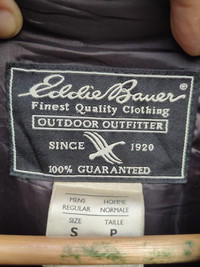 Eddie Bauer®
Finest Quality Clothing
OUTDOOR OUTFITTER
SINCE 1920
100% GUARANTEED
MENS HOMME
REGULAR NORMALE
SIZE TAILLE
S P